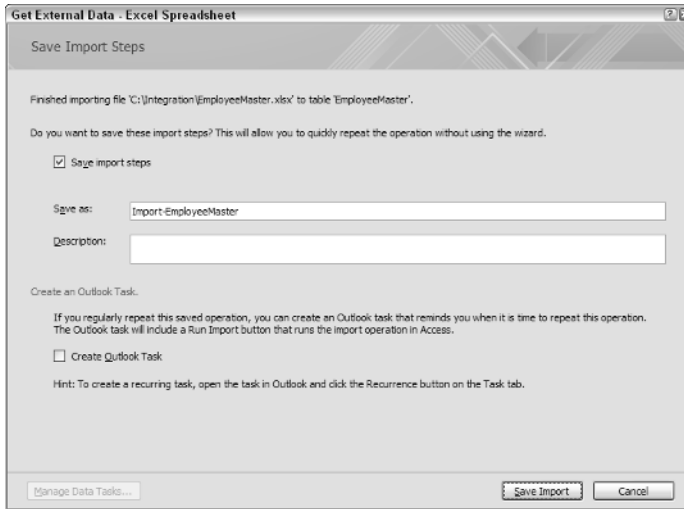 Get External Data - Excel Spreadsheet
Save Import Steps
Finished importing file 'C:\Integration\EmployeeMaster.xlsx' to table 'EmployeeMaster'.
Do you want to save these import steps? This will allow you to quickly repeat the operation without using the wizard.
Save import steps
Save as: Import-EmployeeMaster
Description:
Create an Outlook Task.
If you regularly repeat this saved operation, you can create an Outlook task that reminds you when it is time to repeat this operation.
The Outlook task will include a Run Import button that runs the import operation in Access.
Create Outlook Task
Hint: To create a recurring task, open the task in Outlook and click the Recurrence button on the Task tab.
Manage Data Tasks... Save Import Cancel